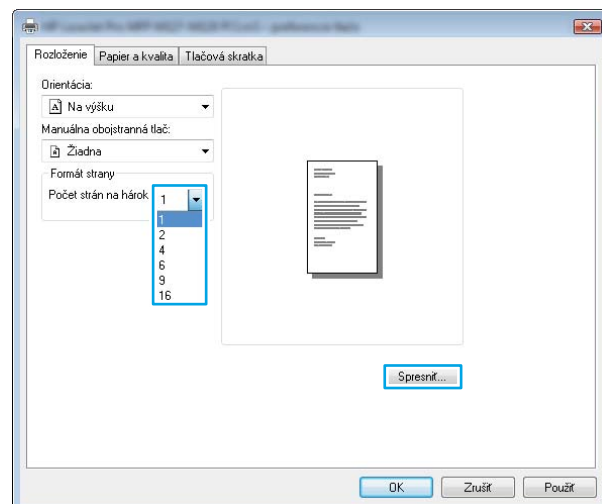 Rozloženie Papier a kvalita Tlačová skratka
Orientácia:
Na výšku
Manuálna obojstranná tlač:
Žiadna
Formát strany
Počet strán na hárok 1
1
2
4
6
9
16
Spresniť...
OK Zrušiť Použiť